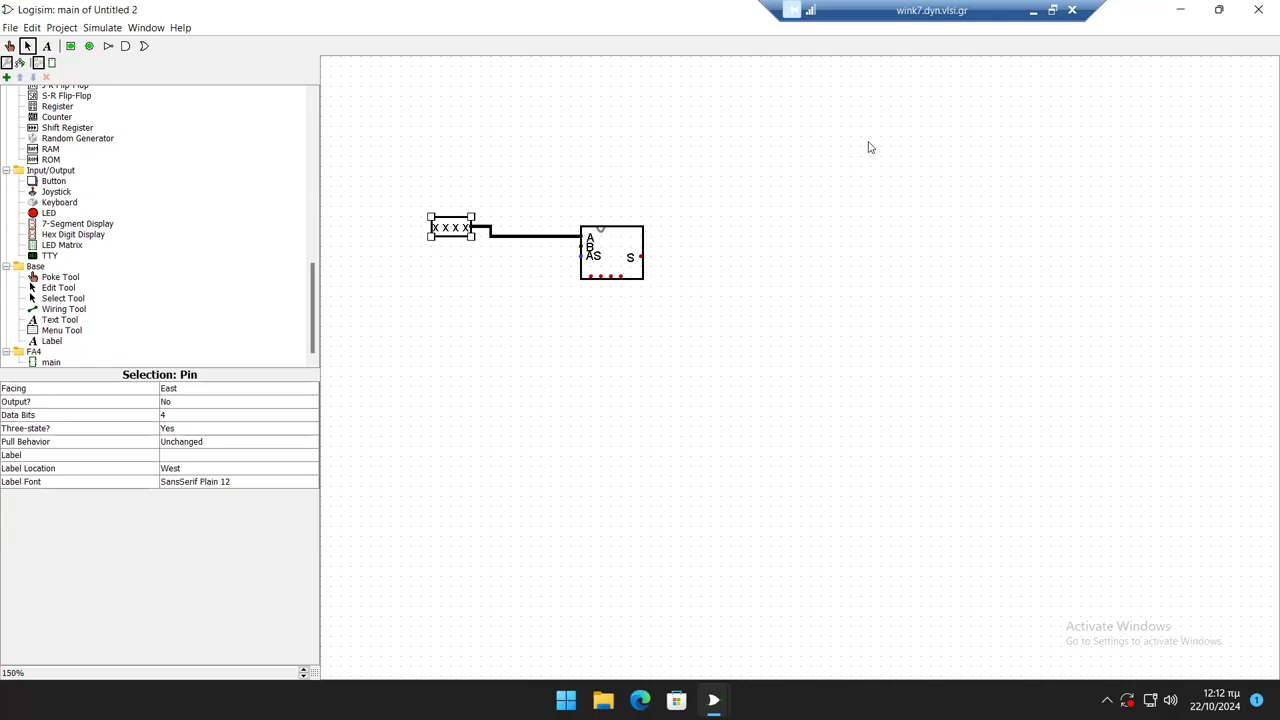 Logisim: main of Untitled 2
wink7.dyn.vlsi.gr
File Edit Project Simulate Window Help
A
J-R Flip-Flop
S-R Flip-Flop
Register
Counter
Shift Register
Random Generator
RAM
ROM
Input/Output
Button
Joystick
Keyboard
LED
7-Segment Display
Hex Digit Display
LED Matrix
TTY
Base
Poke Tool
Edit Tool
Select Tool
Wiring Tool
Text Tool
Menu Tool
Label
FA4
main
x x x x
A
B
AS
S
Selection: Pin
Facing East
Output? No
Data Bits 4
Three-state? Yes
Pull Behavior Unchanged
Label
Label Location West
Label Font SansSerif Plain 12
150%
Activate Windows
Go to Settings to activate Windows.
12:12 πμ
22/10/2024
1